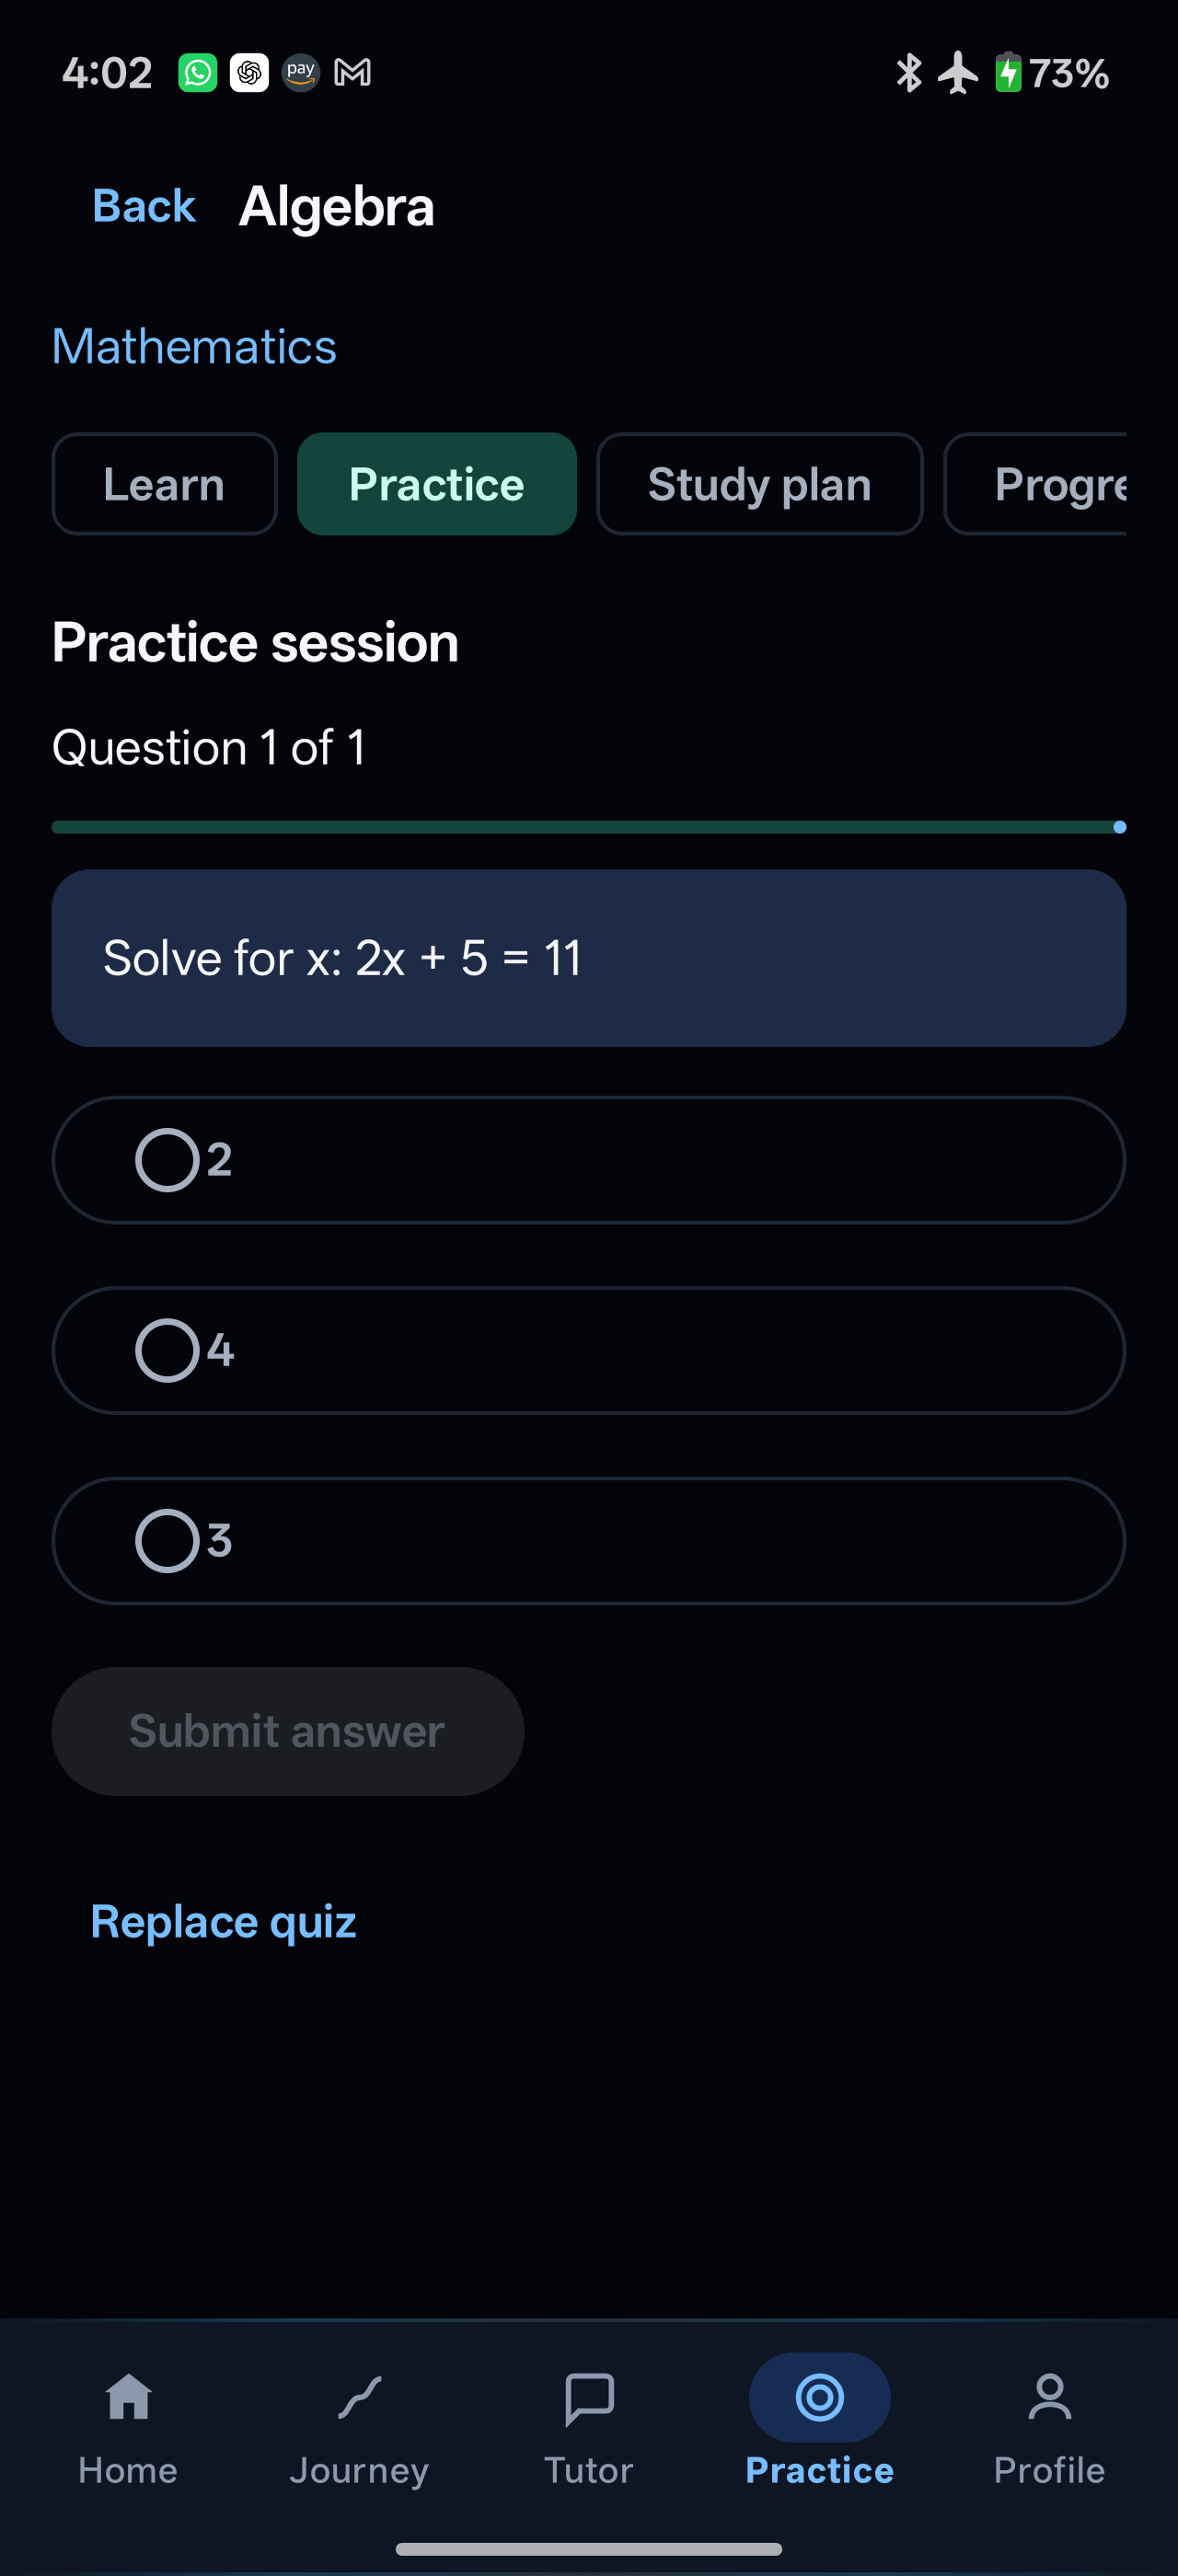 4:02 pay 73%
Back Algebra
Mathematics
Learn Practice Study plan Progre
Practice session
Question 1 of 1
Solve for x: 2x + 5 = 11
2
4
3
Submit answer
Replace quiz
Home Journey Tutor Practice Profile